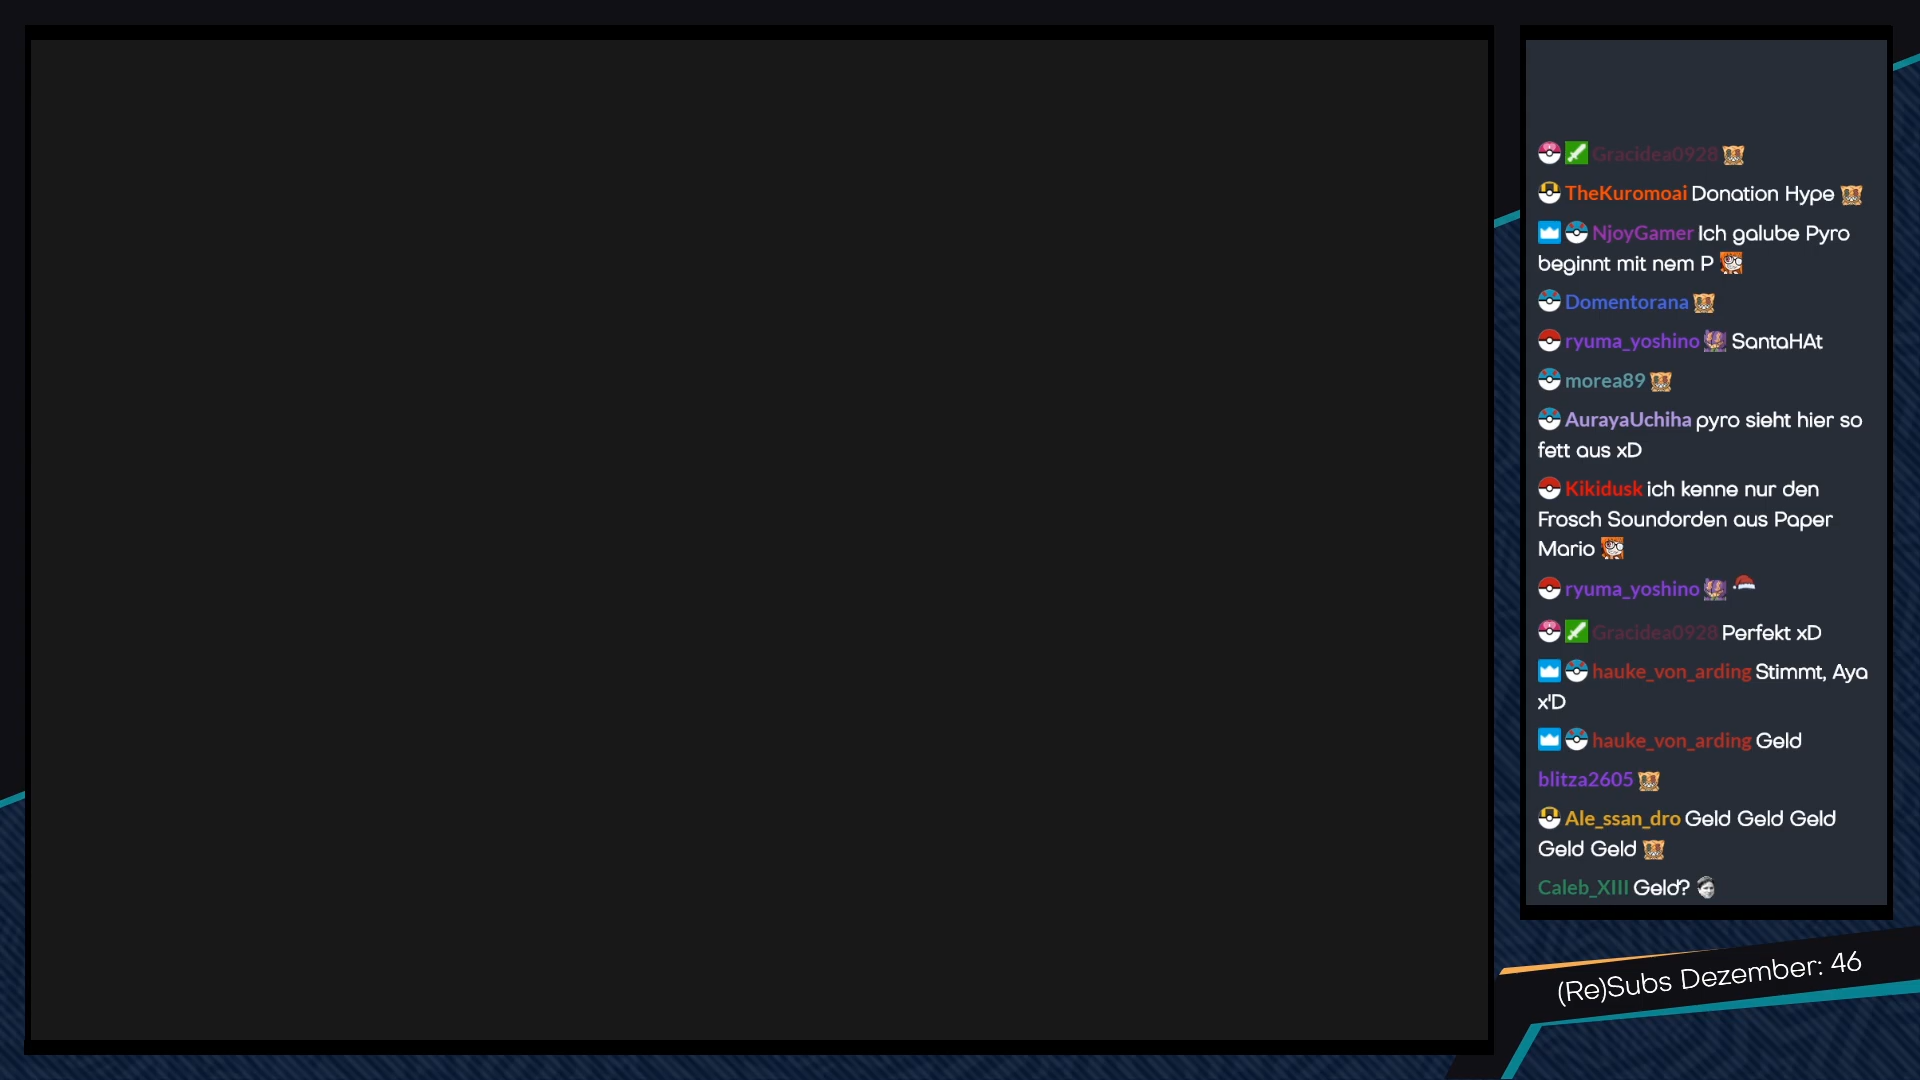 Gracidea0928
TheKuromoai Donation Hype
NjoyGamer Ich galube Pyro
beginnt mit nem P
Domentorana
ryuma_yoshino SantaHAt
morea89
AurayaUchiha pyro sieht hier so
fett aus xD
Kikidusk ich kenne nur den
Frosch Soundorden aus Paper
Mario
ryuma_yoshino
Gracidea0928 Perfekt xD
hauke_von_arding Stimmt, Aya
x'D
hauke_von_arding Geld
blitza2605
Ale_ssan_dro Geld Geld Geld
Geld Geld
Caleb_XIII Geld?
(Re)Subs Dezember: 46